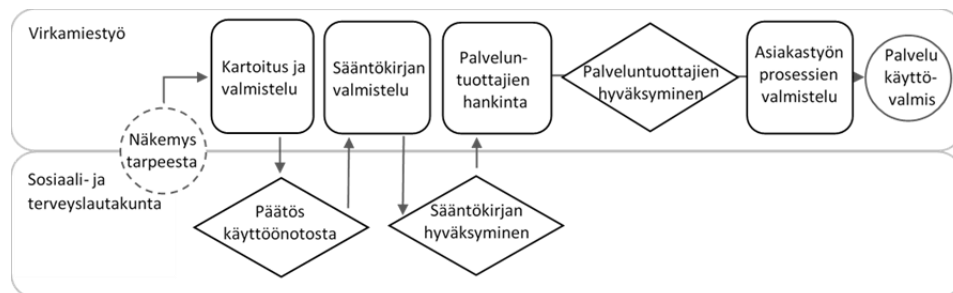 Virkamiestyö
Kartoitus ja
valmistelu
Sääntökirjan
valmistelu
Palvelun-
tuottajien
hankinta
Palveluntuottajien
hyväksyminen
Asiakastyön
prosessien
valmistelu
Palvelu
käyttö-
valmis
Näkemys
tarpeesta
Sosiaali- ja
terveyslautakunta
Päätös
käyttöönotosta
Sääntökirjan
hyväksyminen